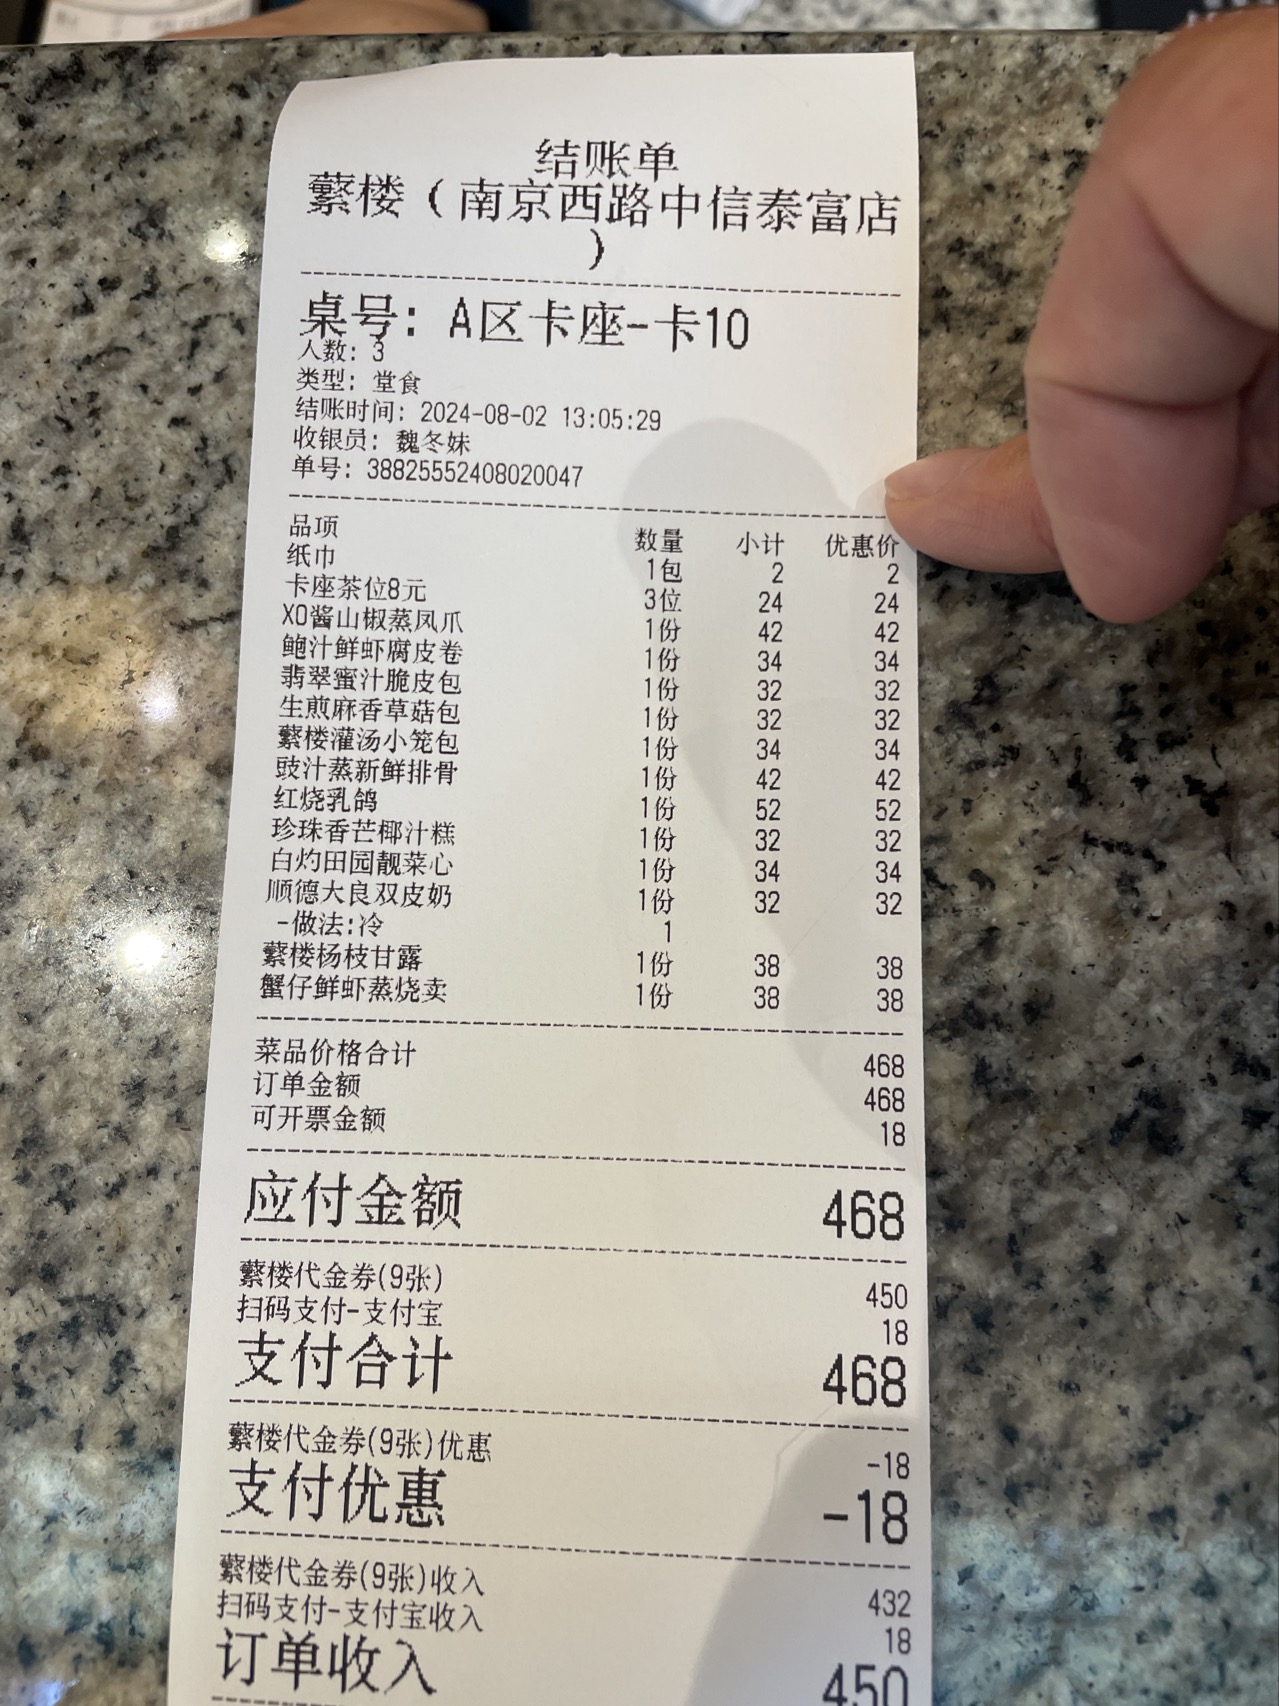 结账单
蘩楼（南京西路中信泰富店
）
桌号: A区卡座-卡10
人数: 3
类型: 堂食
结账时间: 2024-08-02 13:05:29
收银员: 魏冬妹
单号: 38825552408020047
品项 数量 小计 优惠价
纸巾 1包 2 2
卡座茶位8元 3位 24 24
XO酱山椒蒸凤爪 1份 42 42
鲍汁鲜虾腐皮卷 1份 34 34
翡翠蜜汁脆皮包 1份 32 32
生煎麻香草菇包 1份 32 32
蘩楼灌汤小笼包 1份 34 34
豉汁蒸新鲜排骨 1份 42 42
红烧乳鸽 1份 52 52
珍珠香芒椰汁糕 1份 32 32
白灼田园靓菜心 1份 34 34
顺德大良双皮奶 1份 32 32
-做法:冷 1
蘩楼杨枝甘露 1份 38 38
蟹仔鲜虾蒸烧卖 1份 38 38
菜品价格合计 468
订单金额 468
可开票金额 18
应付金额 468
蘩楼代金券(9张) 450
扫码支付-支付宝 18
支付合计 468
蘩楼代金券(9张)优惠 -18
支付优惠 -18
蘩楼代金券(9张)收入 432
扫码支付-支付宝收入 18
订单收入 450